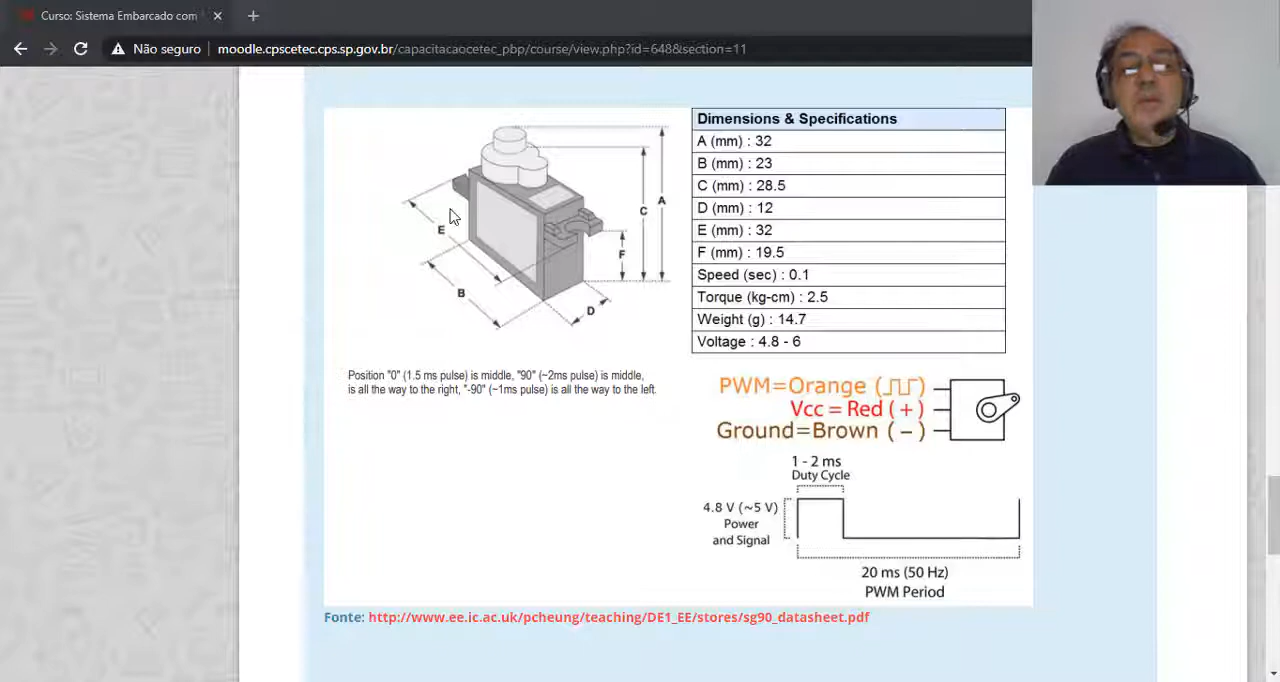 Curso: Sistema Embarcado com
Não seguro
moodle.cpscetec.cps.sp.gov.br/capacitacaocetec_pbp/course/view.php?id=648&section=11
A
C
E
F
B
D
Position "0" (1.5 ms pulse) is middle, "90" (~2ms pulse) is middle,
is all the way to the right, "-90" (~1ms pulse) is all the way to the left.
Dimensions & Specifications
A (mm) : 32
B (mm) : 23
C (mm) : 28.5
D (mm) : 12
E (mm) : 32
F (mm) : 19.5
Speed (sec) : 0.1
Torque (kg-cm) : 2.5
Weight (g) : 14.7
Voltage : 4.8 - 6
PWM=Orange ( )
Vcc = Red ( + )
Ground=Brown ( − )
1 - 2 ms
Duty Cycle
4.8 V (~5 V)
Power
and Signal
20 ms (50 Hz)
PWM Period
Fonte: http://www.ee.ic.ac.uk/pcheung/teaching/DE1_EE/stores/sg90_datasheet.pdf